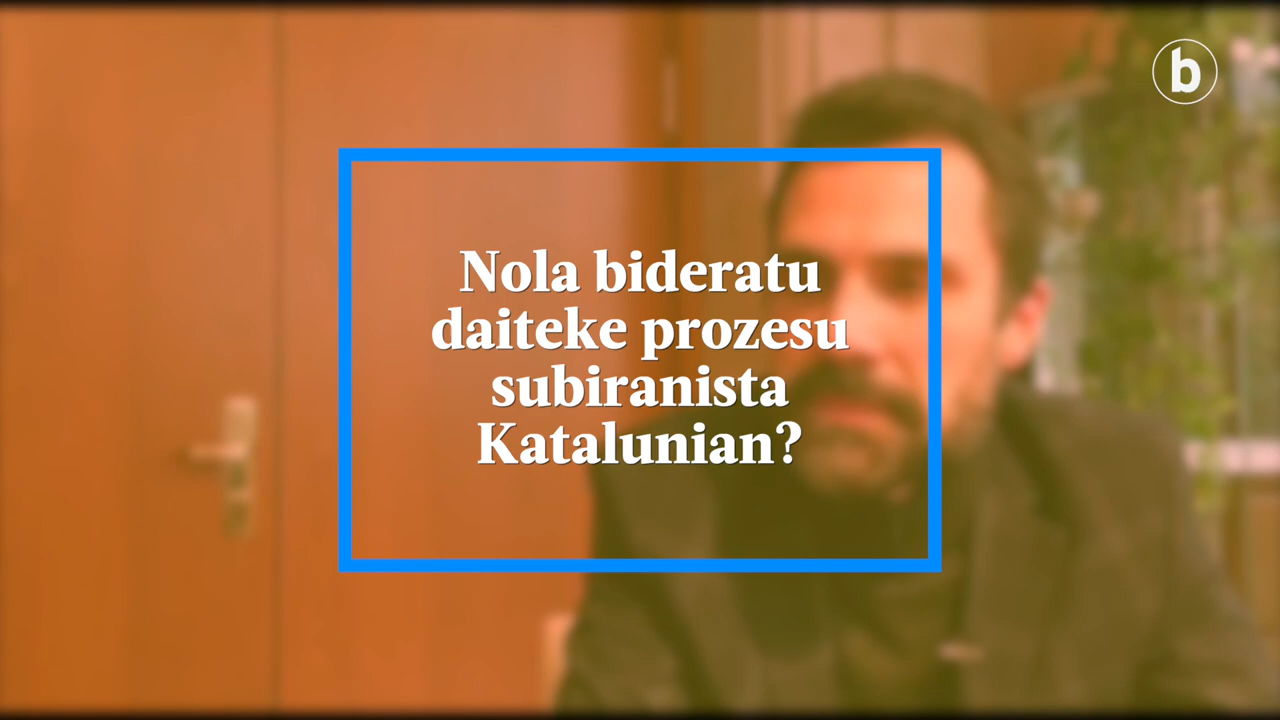 b
Nola bideratu
daiteke prozesu
subiranista
Katalunian?